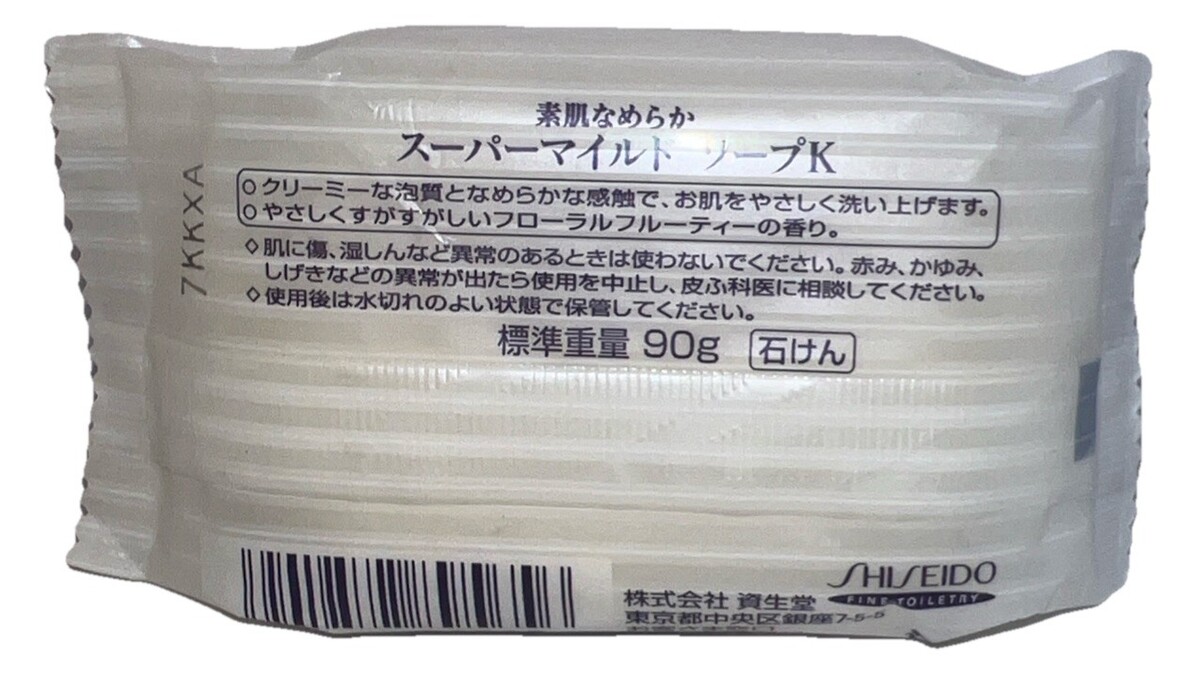 素肌なめらか
スーパーマイルド ソープK
○クリーミーな泡質となめらかな感触で、お肌をやさしく洗い上げます。
○やさしくすがすがしいフローラルフルーティーの香り。
◇肌に傷、湿しんなど異常のあるときは使わないでください。赤み、かゆみ、
しげきなどの異常が出たら使用を中止し、皮ふ科医に相談してください。
◇使用後は水切れのよい状態で保管してください。
標準重量 90g 石けん
7KKXA
SHISEIDO
FINE TOILETRY
株式会社 資生堂
東京都中央区銀座7-5-5